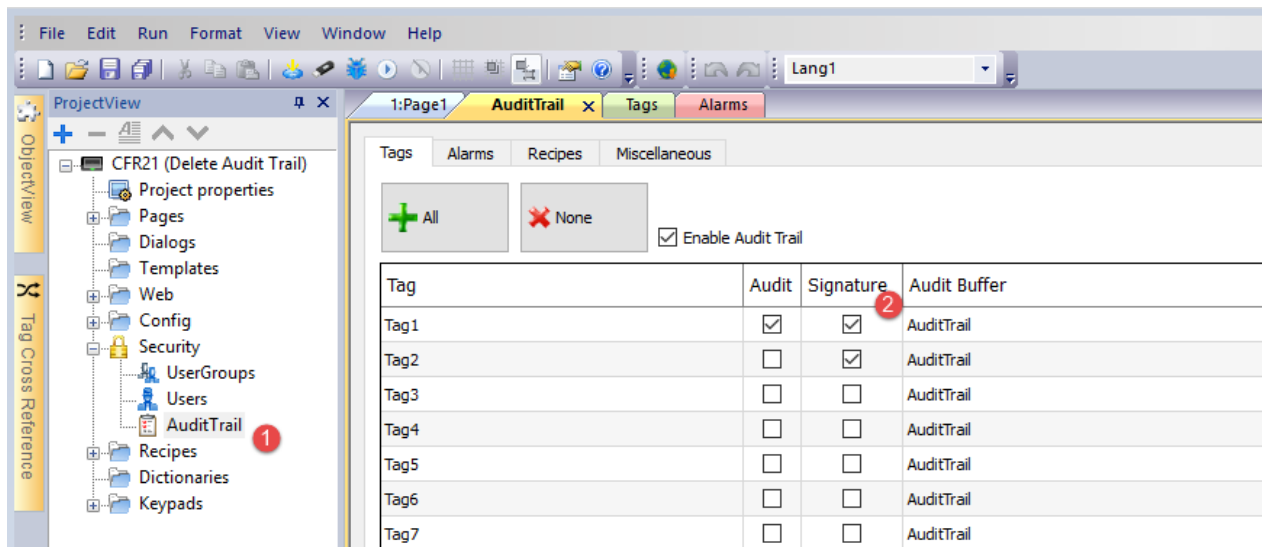 File Edit Run Format View Window Help
Lang1
ProjectView
1:Page1 AuditTrail Tags Alarms
ObjectView
Tag Cross Reference
CFR21 (Delete Audit Trail)
Project properties
Pages
Dialogs
Templates
Web
Config
Security
UserGroups
Users
AuditTrail
1
Recipes
Dictionaries
Keypads
Tags Alarms Recipes Miscellaneous
All None Enable Audit Trail
Tag Audit Signature Audit Buffer
2
Tag1 AuditTrail
Tag2 AuditTrail
Tag3 AuditTrail
Tag4 AuditTrail
Tag5 AuditTrail
Tag6 AuditTrail
Tag7 AuditTrail